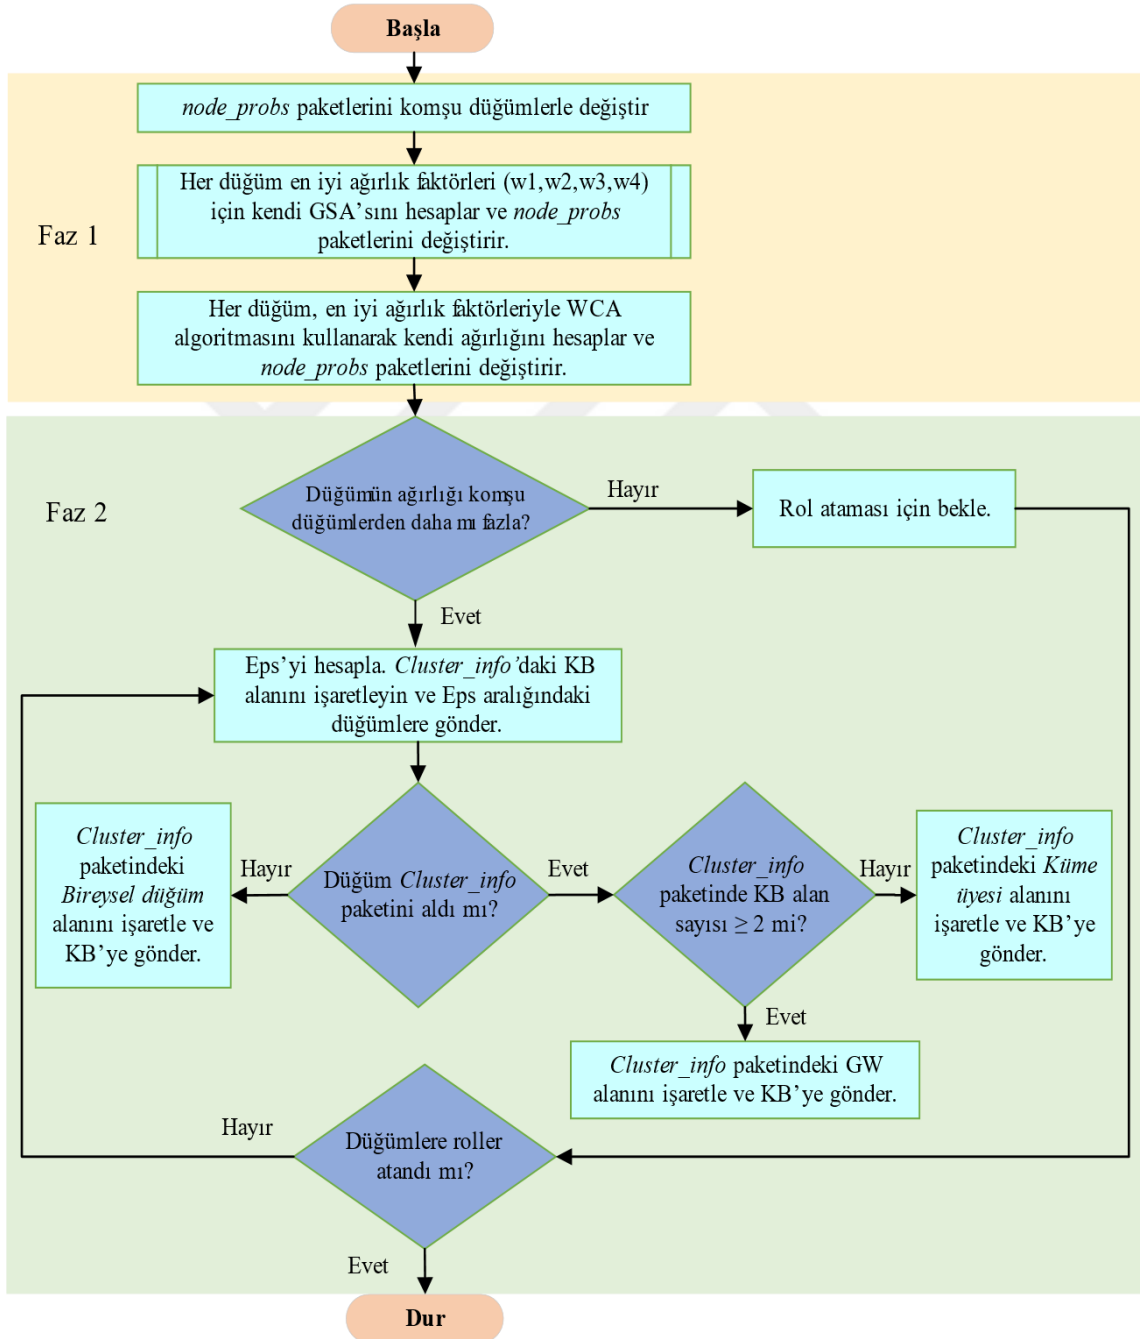 Başla
node_probs paketlerini komşu düğümlerle değiştir
Faz 1
Her düğüm en iyi ağırlık faktörleri (w1,w2,w3,w4)
için kendi GSA’sını hesaplar ve node_probs
paketlerini değiştirir.
Her düğüm, en iyi ağırlık faktörleriyle WCA
algoritmasını kullanarak kendi ağırlığını hesaplar ve
node_probs paketlerini değiştirir.
Faz 2
Düğümün ağırlığı komşu
düğümlerden daha mı fazla?
Hayır
Rol ataması için bekle.
Evet
Eps’yi hesapla. Cluster_info’daki KB
alanını işaretleyin ve Eps aralığındaki
düğümlere gönder.
Cluster_info
paketindeki
Bireysel düğüm
alanını işaretle ve
KB’ye gönder.
Hayır
Düğüm Cluster_info
paketini aldı mı?
Evet
Cluster_info
paketinde KB alan
sayısı ≥ 2 mi?
Hayır
Cluster_info
paketindeki Küme
üyesi alanını
işaretle ve KB’ye
gönder.
Evet
Cluster_info paketindeki GW
alanını işaretle ve KB’ye gönder.
Hayır
Düğümlere roller
atandı mı?
Evet
Dur